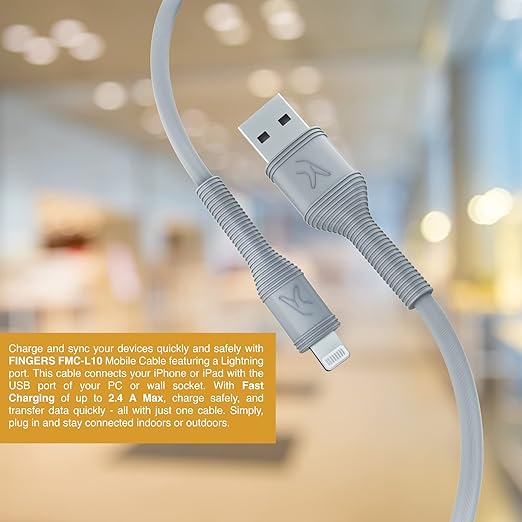 Charge and sync your devices quickly and safely with
FINGERS FMC-L10 Mobile Cable featuring a Lightning
port. This cable connects your iPhone or iPad with the
USB port of your PC or wall socket. With Fast
Charging of up to 2.4 A Max, charge safely, and
transfer data quickly - all with just one cable. Simply,
plug in and stay connected indoors or outdoors.